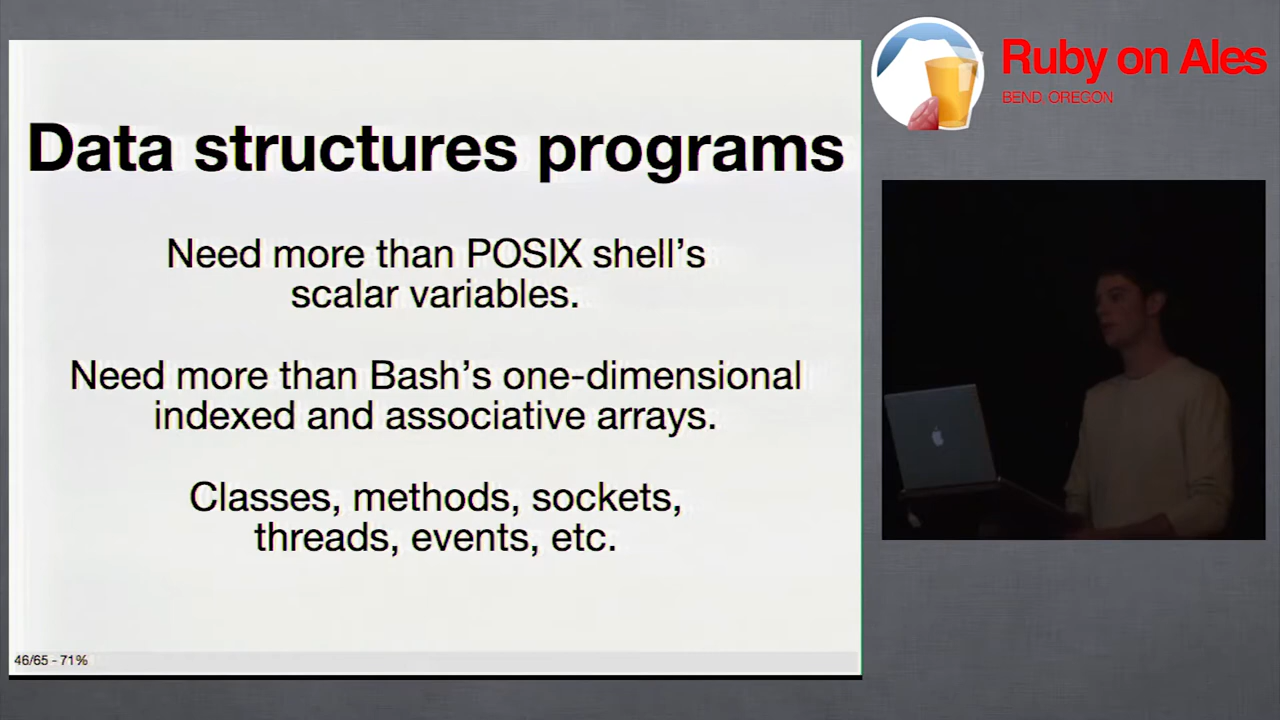 Data structures programs
Need more than POSIX shell’s
scalar variables.
Need more than Bash’s one-dimensional
indexed and associative arrays.
Classes, methods, sockets,
threads, events, etc.
46/65 - 71%
Ruby on Ales
BEND, OREGON